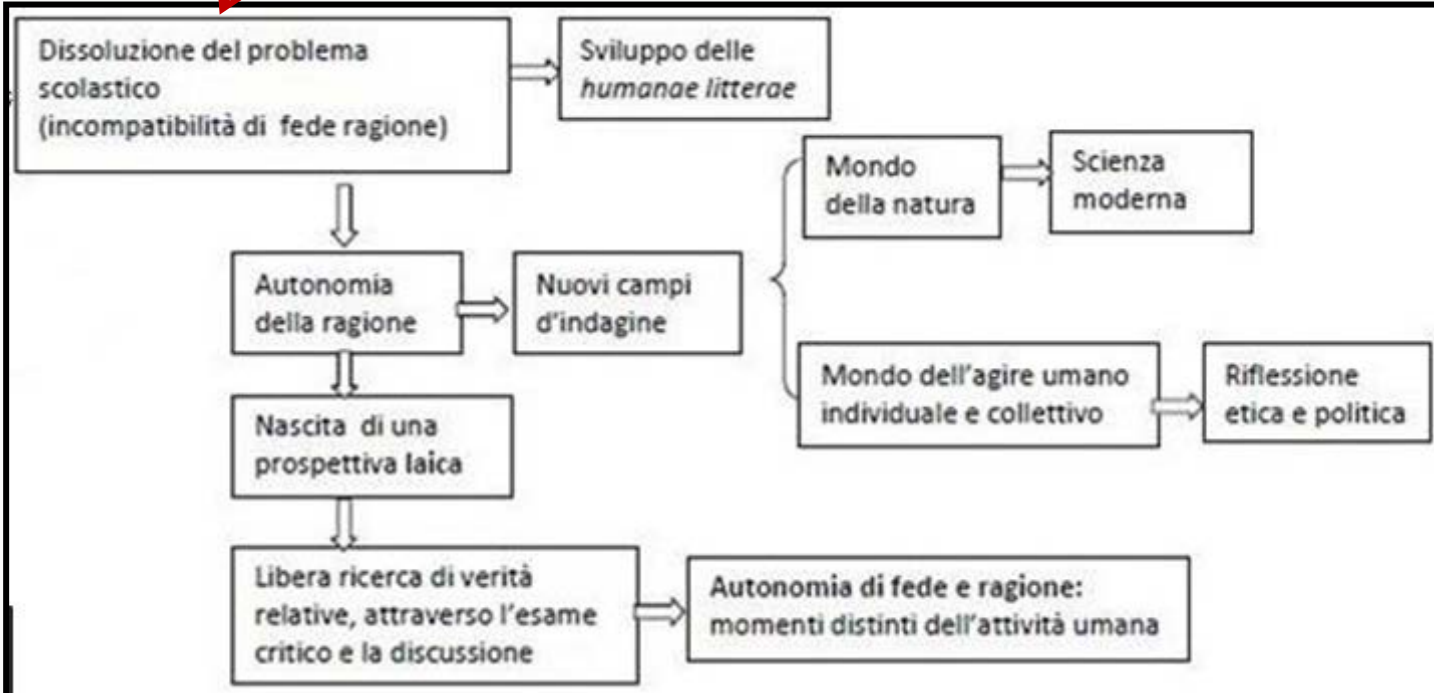 Dissoluzione del problema
scolastico
(incompatibilità di fede ragione)
Sviluppo delle
humanae litterae
Mondo
della natura
Scienza
moderna
Autonomia
della ragione
Nuovi campi
d'indagine
Mondo dell'agire umano
individuale e collettivo
Riflessione
etica e politica
Nascita di una
prospettiva laica
Libera ricerca di verità
relative, attraverso l'esame
critico e la discussione
Autonomia di fede e ragione:
momenti distinti dell'attività umana